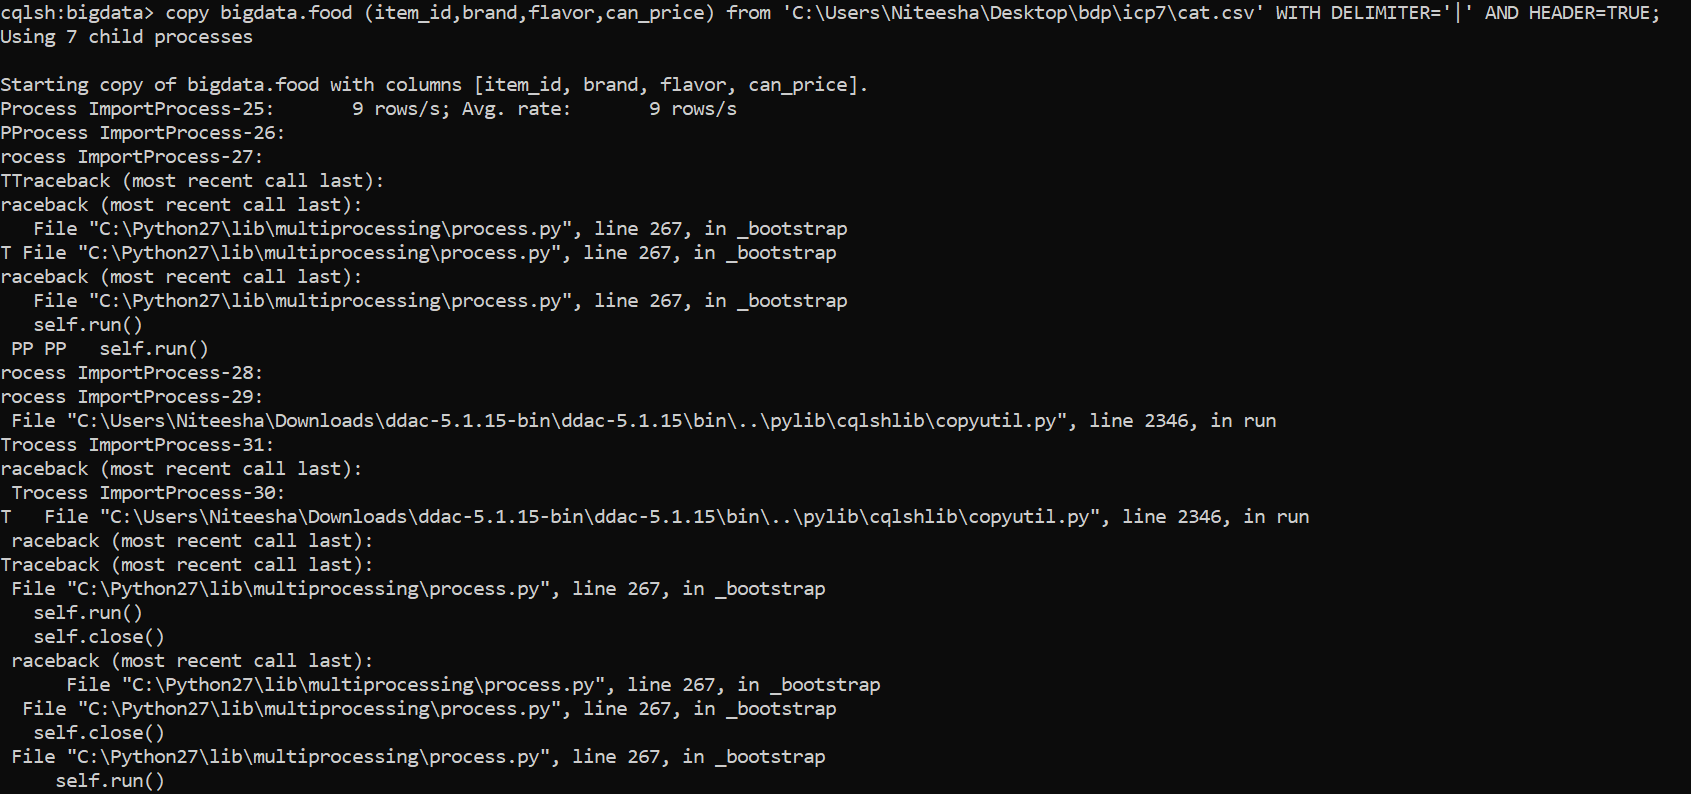 cqlsh:bigdata> copy bigdata.food (item_id,brand,flavor,can_price) from 'C:\Users\Niteesha\Desktop\bdp\icp7\cat.csv' WITH DELIMITER='|' AND HEADER=TRUE;
Using 7 child processes

Starting copy of bigdata.food with columns [item_id, brand, flavor, can_price].
Process ImportProcess-25:       9 rows/s; Avg. rate:       9 rows/s
PProcess ImportProcess-26:
rocess ImportProcess-27:
TTraceback (most recent call last):
raceback (most recent call last):
   File "C:\Python27\lib\multiprocessing\process.py", line 267, in _bootstrap
T File "C:\Python27\lib\multiprocessing\process.py", line 267, in _bootstrap
raceback (most recent call last):
   File "C:\Python27\lib\multiprocessing\process.py", line 267, in _bootstrap
   self.run()
 PP PP   self.run()
rocess ImportProcess-28:
rocess ImportProcess-29:
 File "C:\Users\Niteesha\Downloads\ddac-5.1.15-bin\ddac-5.1.15\bin\..\pylib\cqlshlib\copyutil.py", line 2346, in run
Trocess ImportProcess-31:
raceback (most recent call last):
 Trocess ImportProcess-30:
T   File "C:\Users\Niteesha\Downloads\ddac-5.1.15-bin\ddac-5.1.15\bin\..\pylib\cqlshlib\copyutil.py", line 2346, in run
 raceback (most recent call last):
Traceback (most recent call last):
 File "C:\Python27\lib\multiprocessing\process.py", line 267, in _bootstrap
   self.run()
   self.close()
 raceback (most recent call last):
      File "C:\Python27\lib\multiprocessing\process.py", line 267, in _bootstrap
  File "C:\Python27\lib\multiprocessing\process.py", line 267, in _bootstrap
   self.close()
 File "C:\Python27\lib\multiprocessing\process.py", line 267, in _bootstrap
     self.run()